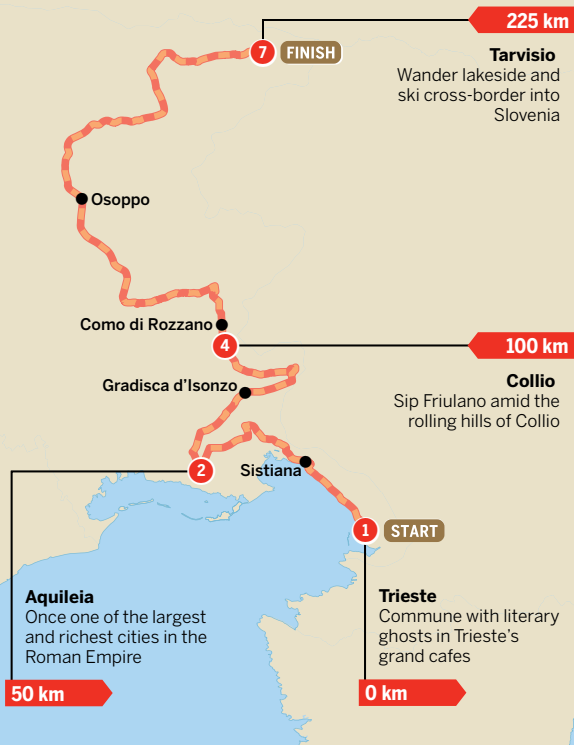 225 km
7 FINISH
Tarvisio
Wander lakeside and
ski cross-border into
Slovenia
Osoppo
Como di Rozzano
4
100 km
Collio
Sip Friulano amid the
rolling hills of Collio
Gradisca d'Isonzo
2
Sistiana
1 START
Aquileia
Once one of the largest
and richest cities in the
Roman Empire
50 km
Trieste
Commune with literary
ghosts in Trieste's
grand cafes
0 km